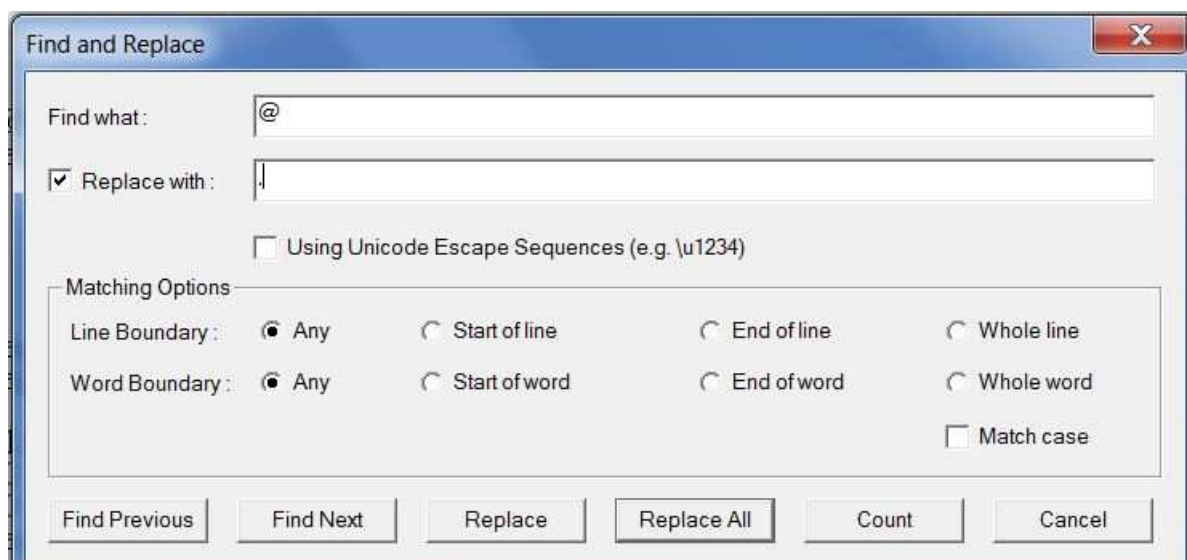 Find and Replace
Find what : @
Replace with : .
Using Unicode Escape Sequences (e.g. \u1234)
Matching Options
Line Boundary : Any Start of line End of line Whole line
Word Boundary : Any Start of word End of word Whole word
Match case
Find Previous Find Next Replace Replace All Count Cancel